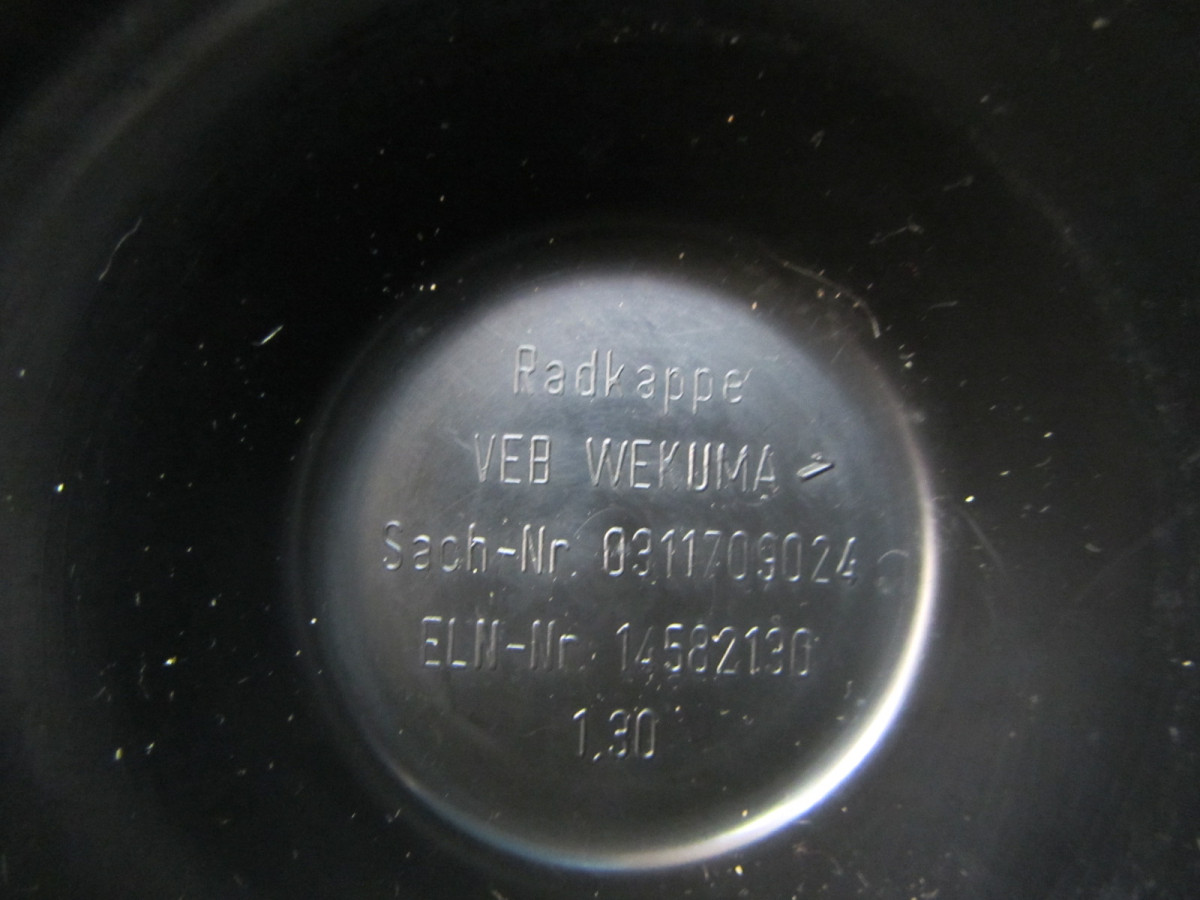 Radkappe
VEB WEKUMA >
Sach-Nr. 0311709024
ELN-Nr. 14582130
1,30